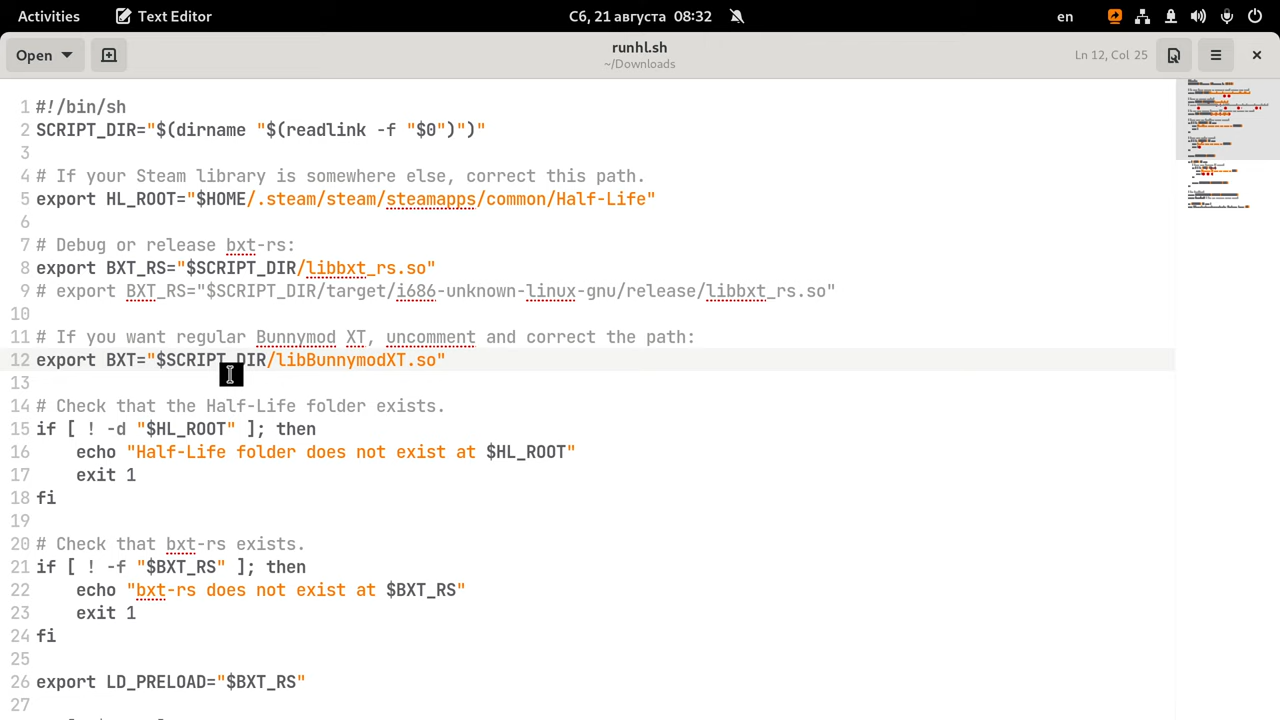 Activities Text Editor Сб, 21 августа 08:32 en
Open runhl.sh Ln 12, Col 25
~/Downloads
1 #!/bin/sh
2 SCRIPT_DIR="$(dirname "$(readlink -f "$0")")"
3
4 # If your Steam library is somewhere else, correct this path.
5 export HL_ROOT="$HOME/.steam/steam/steamapps/common/Half-Life"
6
7 # Debug or release bxt-rs:
8 export BXT_RS="$SCRIPT_DIR/libbxt_rs.so"
9 # export BXT_RS="$SCRIPT_DIR/target/i686-unknown-linux-gnu/release/libbxt_rs.so"
10
11 # If you want regular Bunnymod XT, uncomment and correct the path:
12 export BXT="$SCRIPT_DIR/libBunnymodXT.so"
13
14 # Check that the Half-Life folder exists.
15 if [ ! -d "$HL_ROOT" ]; then
16     echo "Half-Life folder does not exist at $HL_ROOT"
17     exit 1
18 fi
19
20 # Check that bxt-rs exists.
21 if [ ! -f "$BXT_RS" ]; then
22     echo "bxt-rs does not exist at $BXT_RS"
23     exit 1
24 fi
25
26 export LD_PRELOAD="$BXT_RS"
27